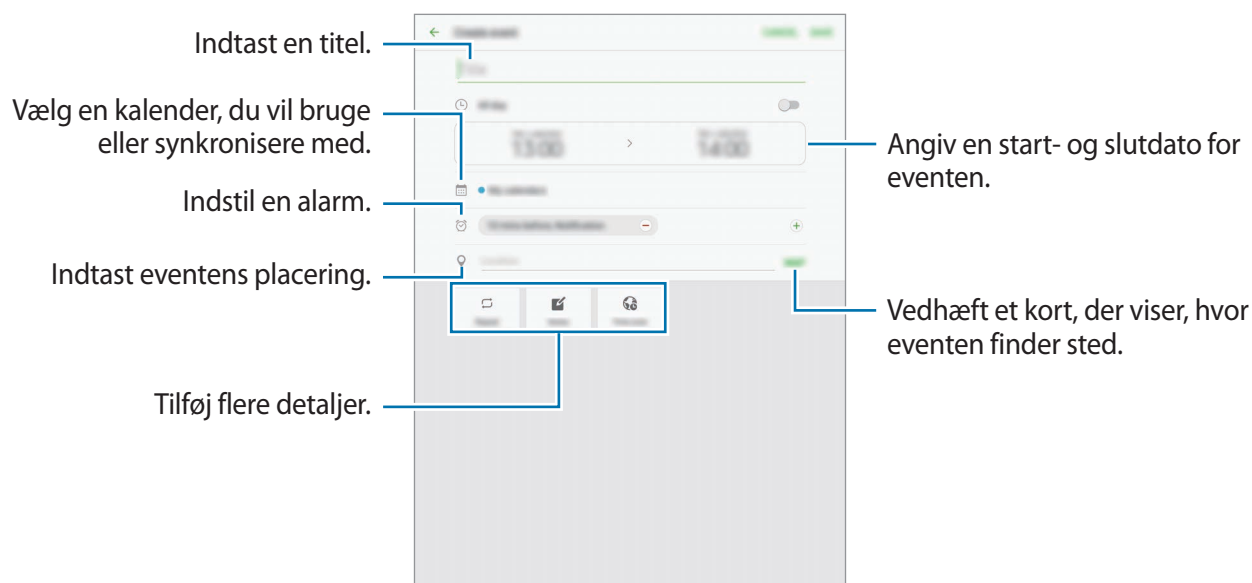 Indtast en titel.
Vælg en kalender, du vil bruge
eller synkronisere med.
Indstil en alarm.
Indtast eventens placering.
Tilføj flere detaljer.
Angiv en start- og slutdato for
eventen.
Vedhæft et kort, der viser, hvor
eventen finder sted.
13:00
14:00